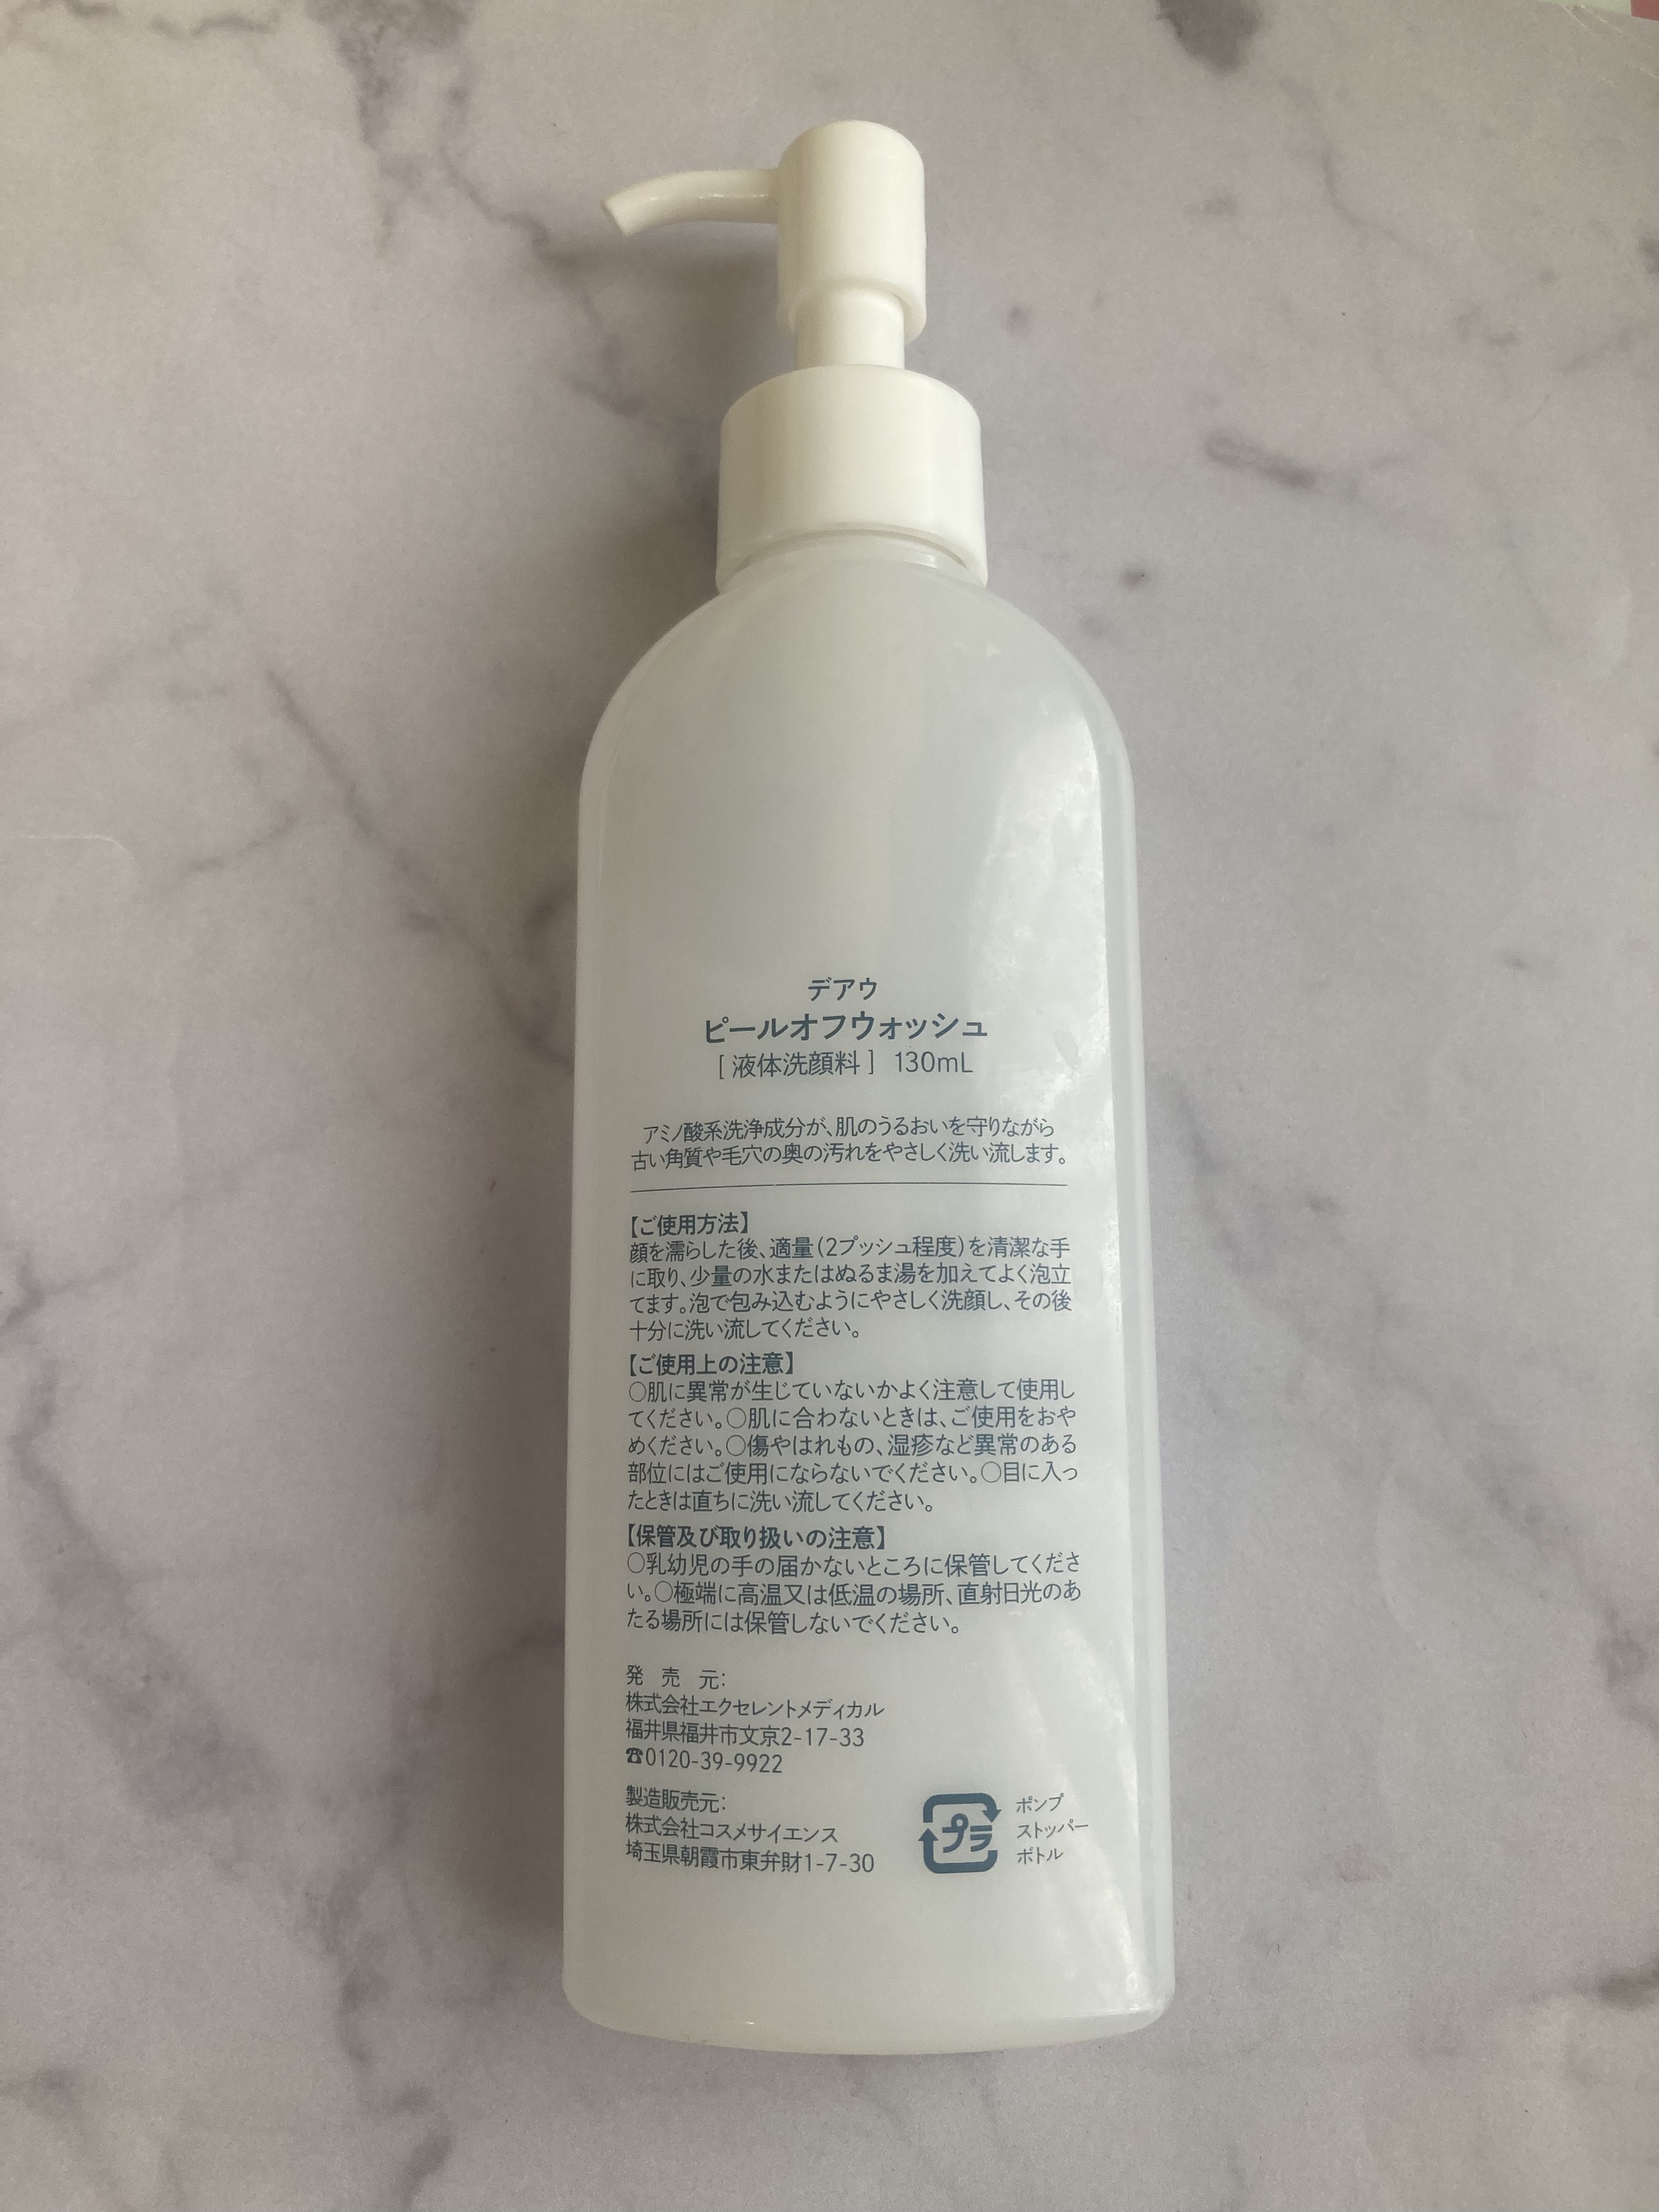 デアウ
ピールオフウォッシュ
[ 液体洗顔料 ] 130mL
アミノ酸系洗浄成分が、肌のうるおいを守りながら
古い角質や毛穴の奥の汚れをやさしく洗い流します。
【ご使用方法】
顔を濡らした後、適量(2プッシュ程度)を清潔な手
に取り、少量の水またはぬるま湯を加えてよく泡立
てます。泡で包み込むようにやさしく洗顔し、その後
十分に洗い流してください。
【ご使用上の注意】
○肌に異常が生じていないかよく注意して使用し
てください。○肌に合わないときは、ご使用をおや
めください。○傷やはれもの、湿疹など異常のある
部位にはご使用にならないでください。○目に入っ
たときは直ちに洗い流してください。
【保管及び取り扱いの注意】
○乳幼児の手の届かないところに保管してくださ
い。○極端に高温又は低温の場所、直射日光のあ
たる場所には保管しないでください。
発 売 元:
株式会社エクセレントメディカル
福井県福井市文京2-17-33
☎0120-39-9922
製造販売元:
株式会社コスメサイエンス
埼玉県朝霞市東弁財1-7-30
プラ
ポンプ
ストッパー
ボトル